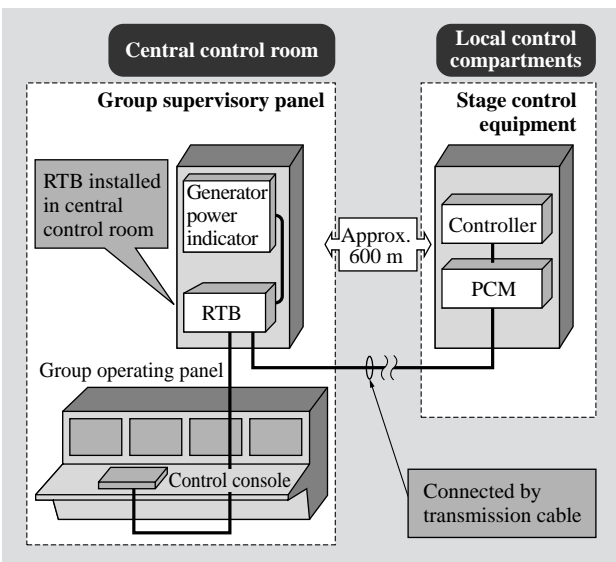 Central control room
Local control
compartments
Group supervisory panel
Stage control
equipment
RTB installed
in central
control room
Generator
power
indicator
RTB
Approx.
600 m
Controller
PCM
Group operating panel
Control console
Connected by
transmission cable